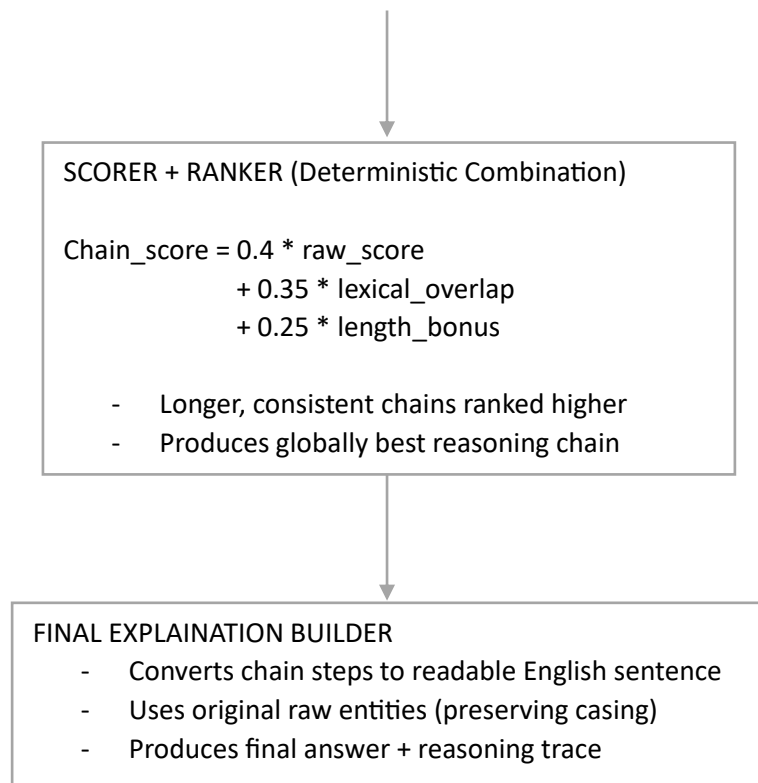 SCORER + RANKER (Deterministic Combination)
Chain_score = 0.4 * raw_score
+ 0.35 * lexical_overlap
+ 0.25 * length_bonus
- Longer, consistent chains ranked higher
- Produces globally best reasoning chain
FINAL EXPLAINATION BUILDER
- Converts chain steps to readable English sentence
- Uses original raw entities (preserving casing)
- Produces final answer + reasoning trace